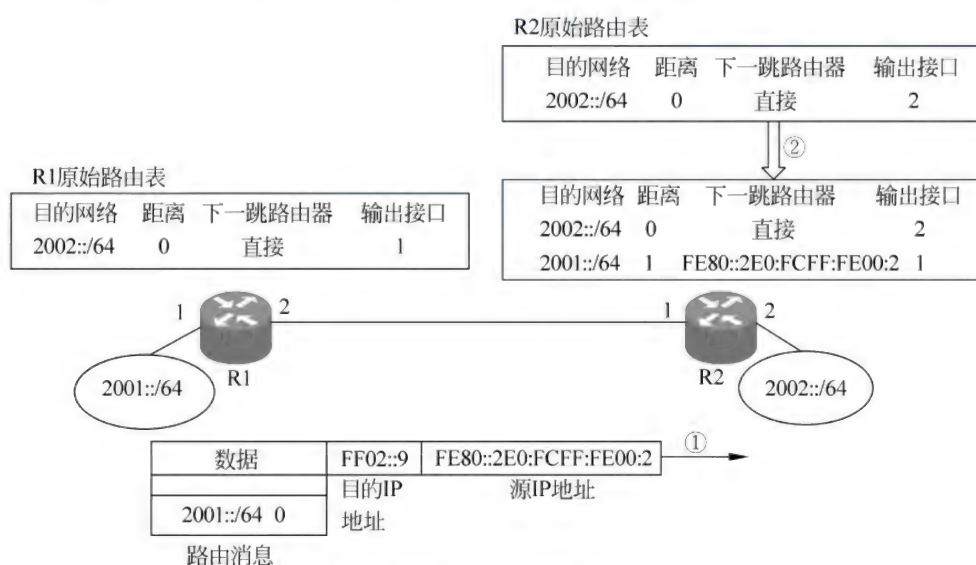 R2原始路由表
目的网络 距离 下一跳路由器 输出接口
2002::/64 0 直接 2
②
R1原始路由表
目的网络 距离 下一跳路由器 输出接口
2002::/64 0 直接 1
目的网络 距离 下一跳路由器 输出接口
2002::/64 0 直接 2
2001::/64 1 FE80::2E0:FCFF:FE00:2 1
1 2 1 2
R1 R2
2001::/64 2002::/64
数据 FF02::9 FE80::2E0:FCFF:FE00:2 ①
目的IP 源IP地址
2001::/64 0 地址
路由消息